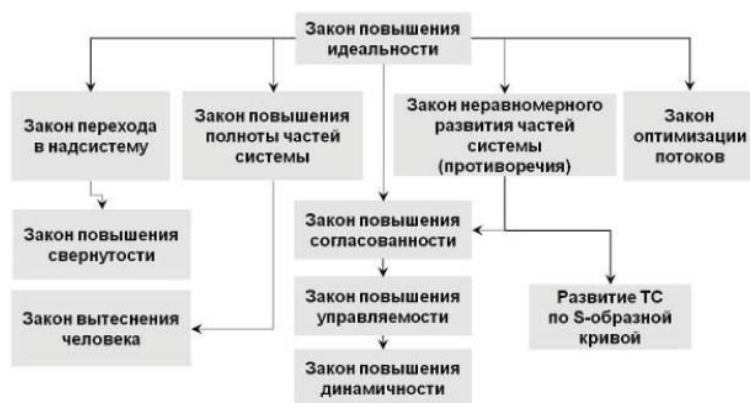 Закон повышения
идеальности
Закон перехода
в надсистему
Закон повышения
полноты частей
системы
Закон неравномерного
развития частей
системы
(противоречия)
Закон
оптимизации
потоков
Закон повышения
свернутости
Закон повышения
согласованности
Закон вытеснения
человека
Закон повышения
управляемости
Развитие ТС
по S-образной
кривой
Закон повышения
динамичности